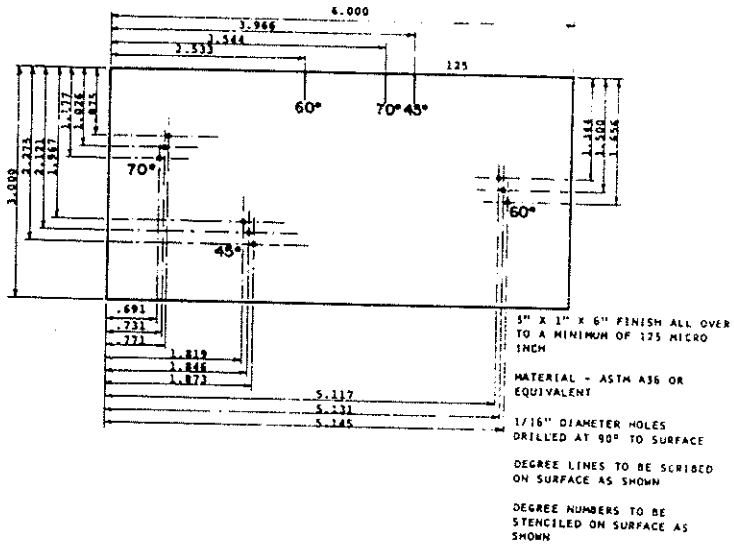 6.000
3.966
3.544
2.533
125
60°
70° 45°
3.000
2.275
2.121
1.967
1.177
1.026
.875
1.344
1.500
1.656
70°
45°
60°
.691
.731
.771
1.819
1.846
1.873
5.117
5.131
5.145
3" X 1" X 6" FINISH ALL OVER
TO A MINIMUM OF 125 MICRO
INCH
MATERIAL - ASTM A36 OR
EQUIVALENT
1/16" DIAMETER HOLES
DRILLED AT 90° TO SURFACE
DEGREE LINES TO BE SCRIBED
ON SURFACE AS SHOWN
DEGREE NUMBERS TO BE
STENCILED ON SURFACE AS
SHOWN